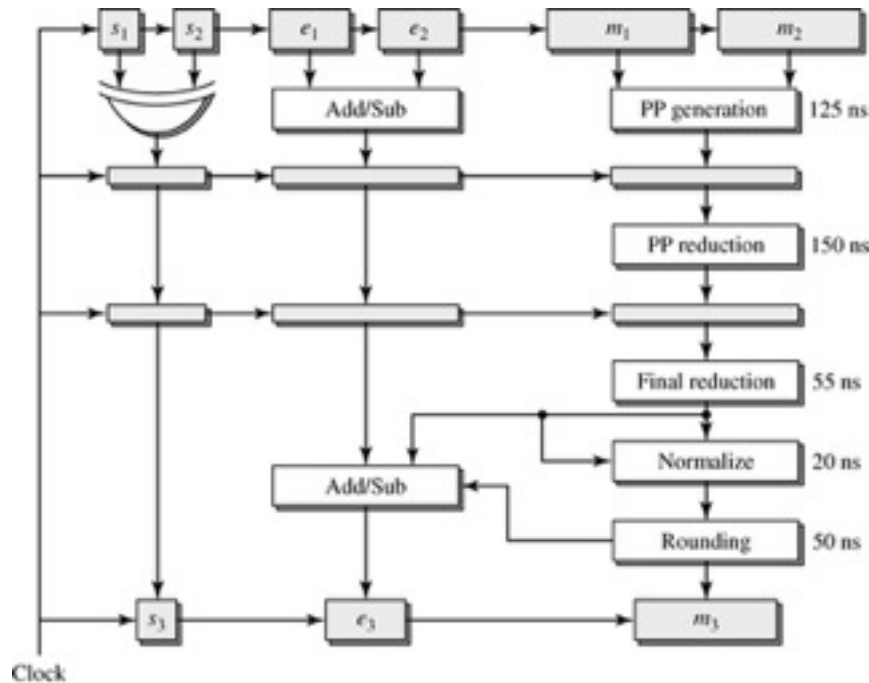 s₁ s₂ e₁ e₂ m₁ m₂
Add/Sub PP generation 125 ns
PP reduction 150 ns
Final reduction 55 ns
Normalize 20 ns
Add/Sub
Rounding 50 ns
s₃ e₃ m₃
Clock